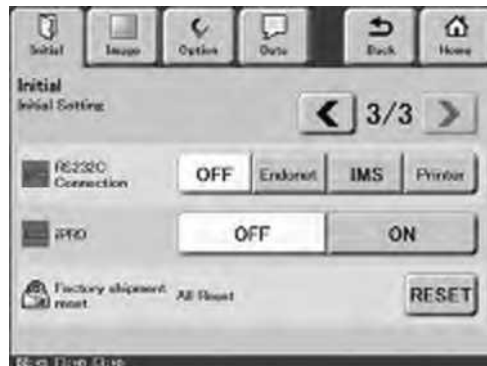 Initial Image Option Data Back Home
Initial
Initial Setting
3/3
RS232C
Connection
OFF Endonet IMS Printer
iPRO
OFF ON
Factory shipment
reset
All Reset
RESET